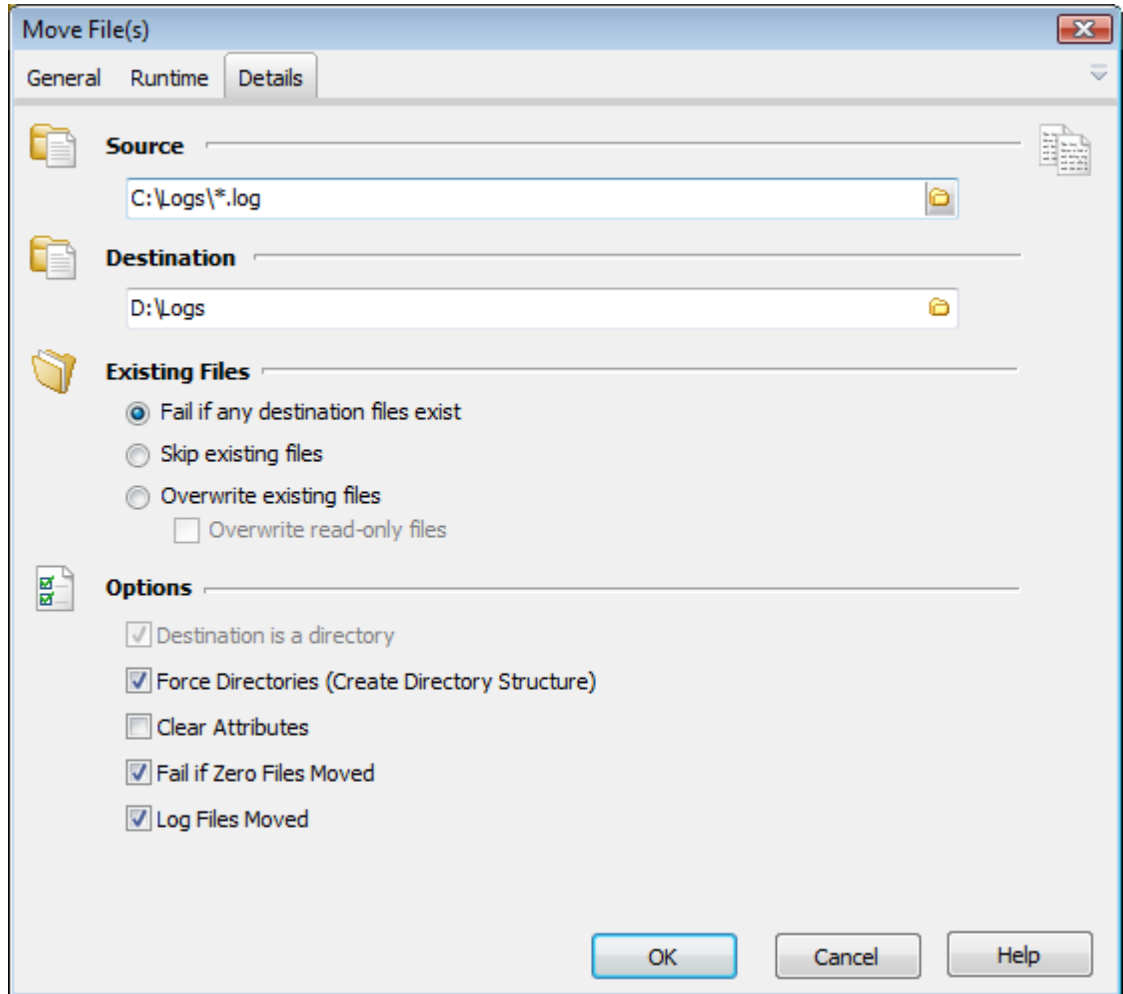 Move File(s)
General Runtime Details
Source
C:\Logs\*.log
Destination
D:\Logs
Existing Files
Fail if any destination files exist
Skip existing files
Overwrite existing files
Overwrite read-only files
Options
Destination is a directory
Force Directories (Create Directory Structure)
Clear Attributes
Fail if Zero Files Moved
Log Files Moved
OK Cancel Help